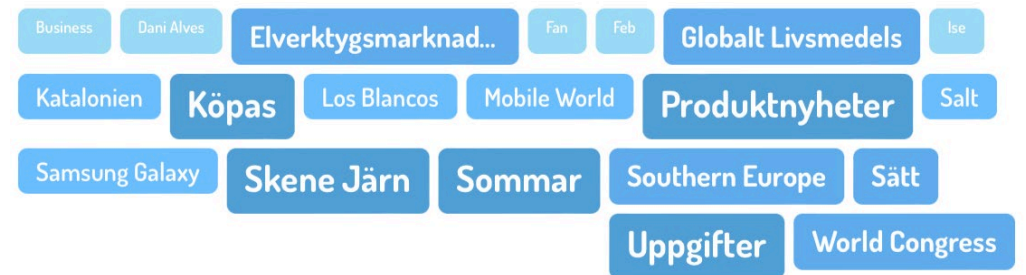 Business Dani Alves Elverktygsmarknad... Fan Feb Globalt Livsmedels Ise
Katalonien Köpas Los Blancos Mobile World Produktnyheter Salt
Samsung Galaxy Skene Järn Sommar Southern Europe Sätt
Uppgifter World Congress